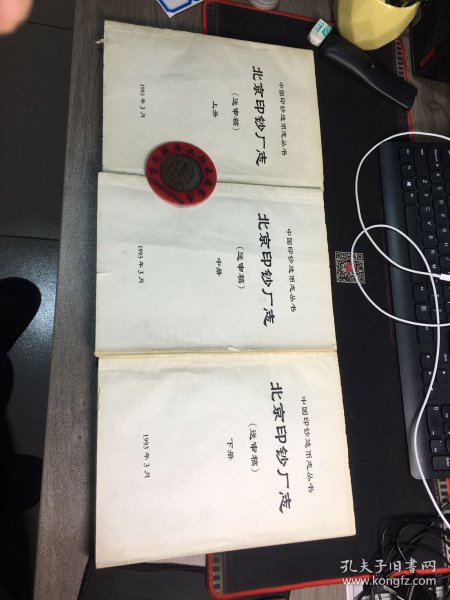 中国印钞造币志丛书
北京印钞厂志
(送审稿)
上册
1993年3月
中国印钞造币志丛书
北京印钞厂志
(送审稿)
中册
1993年3月
中国印钞造币志丛书
北京印钞厂志
(送审稿)
下册
1993年3月
孔夫子旧书网
www.kongfz.com